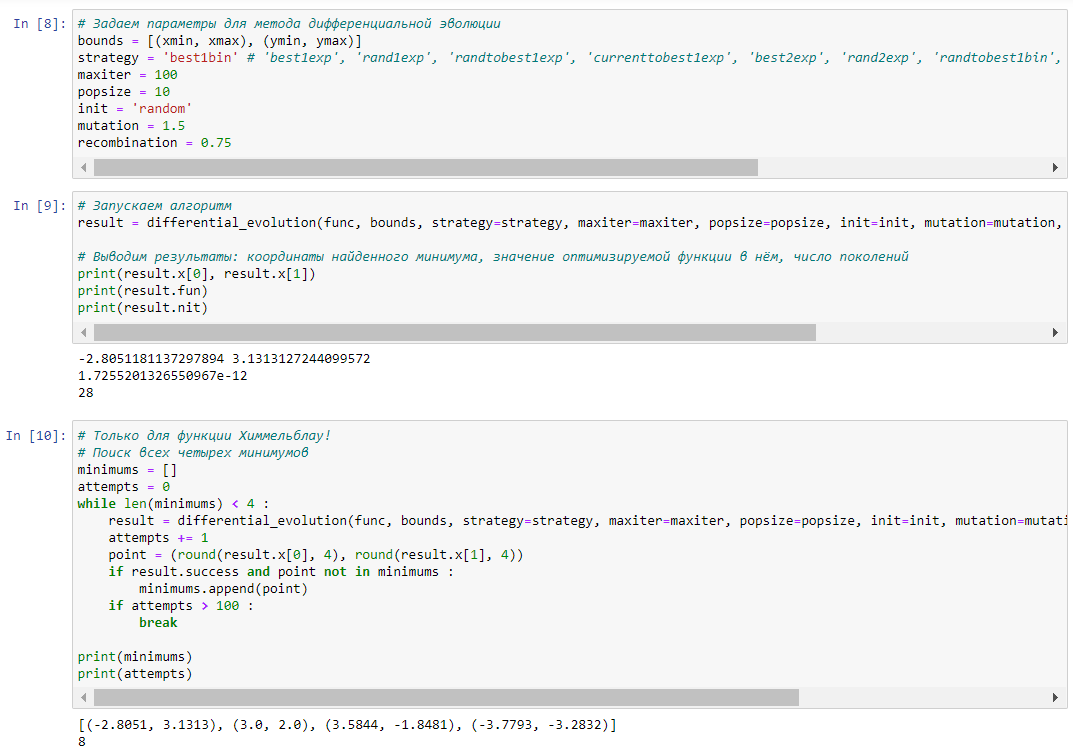 In [8]:
# Задаем параметры для метода дифференциальной эволюции
bounds = [(xmin, xmax), (ymin, ymax)]
strategy = 'best1bin' # 'best1exp', 'rand1exp', 'randtobest1exp', 'currenttobest1exp', 'best2exp', 'rand2exp', 'randtobest1bin',
maxiter = 100
popsize = 10
init = 'random'
mutation = 1.5
recombination = 0.75
In [9]:
# Запускаем алгоритм
result = differential_evolution(func, bounds, strategy=strategy, maxiter=maxiter, popsize=popsize, init=init, mutation=mutation,
# Выводим результаты: координаты найденного минимума, значение оптимизируемой функции в нём, число поколений
print(result.x[0], result.x[1])
print(result.fun)
print(result.nit)
-2.8051181137297894 3.1313127244099572
1.7255201326550967e-12
28
In [10]:
# Только для функции Химмельблау!
# Поиск всех четырех минимумов
minimums = []
attempts = 0
while len(minimums) < 4 :
    result = differential_evolution(func, bounds, strategy=strategy, maxiter=maxiter, popsize=popsize, init=init, mutation=mutati
    attempts += 1
    point = (round(result.x[0], 4), round(result.x[1], 4))
    if result.success and point not in minimums :
        minimums.append(point)
    if attempts > 100 :
        break
print(minimums)
print(attempts)
[(-2.8051, 3.1313), (3.0, 2.0), (3.5844, -1.8481), (-3.7793, -3.2832)]
8